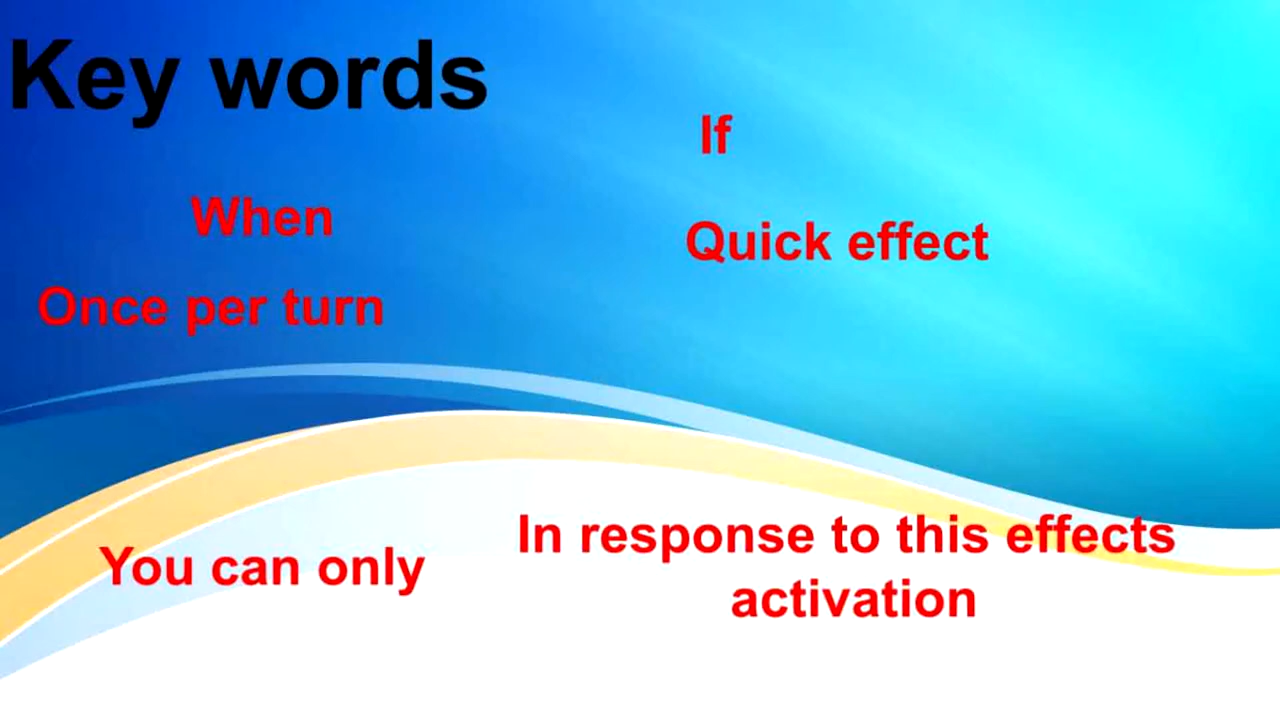 Key words
If
When
Quick effect
Once per turn
In response to this effects
activation
You can only